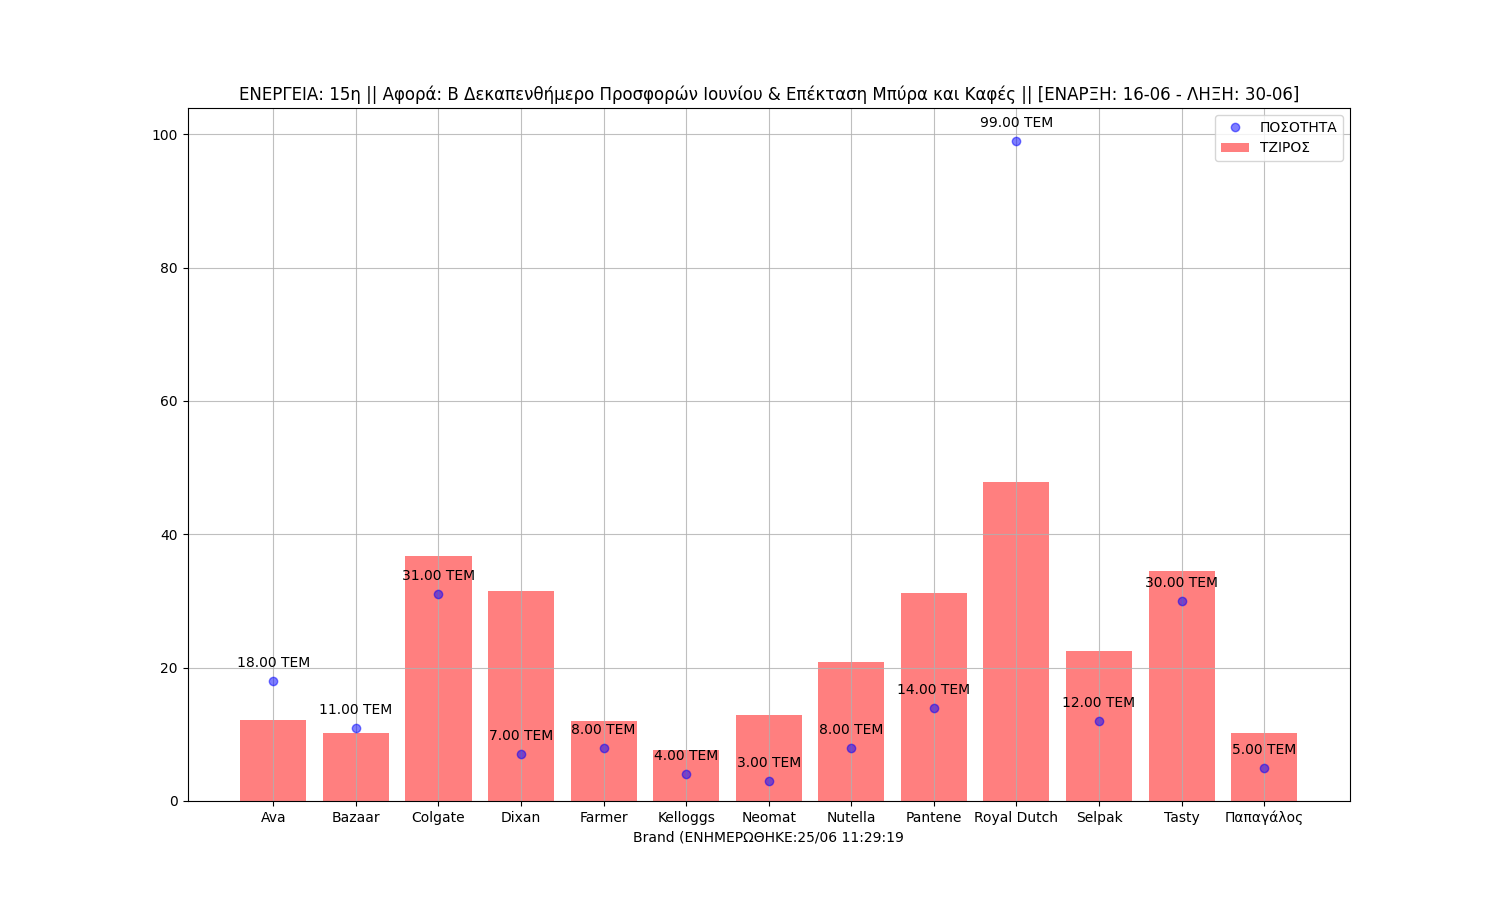 ΕΝΕΡΓΕΙΑ: 15η || Αφορά: Β Δεκαπενθήμερο Προσφορών Ιουνίου & Επέκταση Μπύρα και Καφές || [ΕΝΑΡΞΗ: 16-06 - ΛΗΞΗ: 30-06]
ΠΟΣΟΤΗΤΑ
ΤΖΙΡΟΣ
100
80
60
40
20
0
99.00 TEM
31.00 TEM
30.00 TEM
18.00 TEM
14.00 TEM
12.00 TEM
11.00 TEM
7.00 TEM
8.00 TEM
8.00 TEM
4.00 TEM
3.00 TEM
5.00 TEM
Ava Bazaar Colgate Dixan Farmer Kelloggs Neomat Nutella Pantene Royal Dutch Selpak Tasty Παπαγάλος
Brand (ΕΝΗΜΕΡΩΘΗΚΕ:25/06 11:29:19